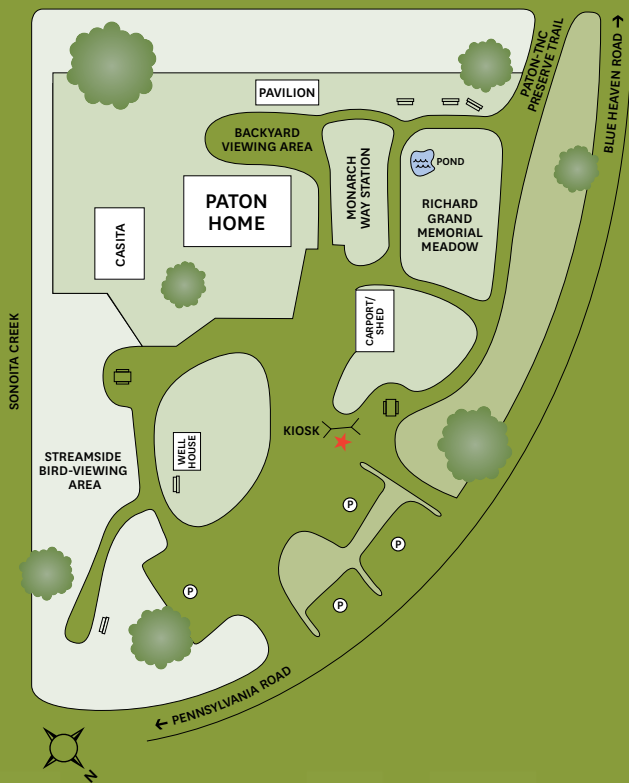 PAVILION
PATON-TNC
PRESERVE TRAIL
BLUE HEAVEN ROAD →
BACKYARD
VIEWING AREA
MONARCH
WAY STATION
POND
RICHARD
GRAND
MEMORIAL
MEADOW
PATON
HOME
CASITA
CARPORT/
SHED
SONOITA CREEK
KIOSK
WELL
HOUSE
STREAMSIDE
BIRD-VIEWING
AREA
P
P
P
P
← PENNSYLVANIA ROAD
N